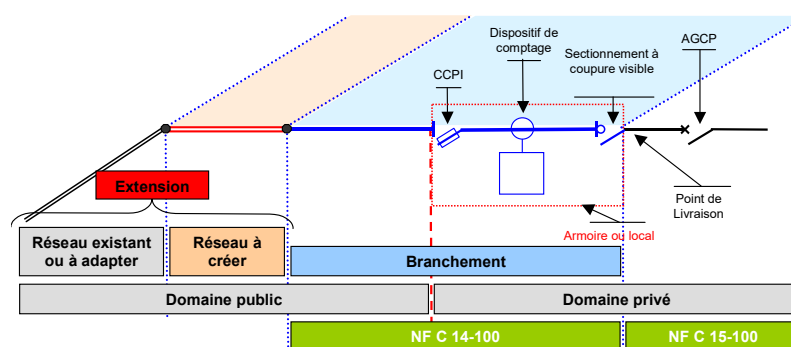 Dispositif de
comptage
AGCP
Sectionnement à
coupure visible
CCPI
Extension
Point de
Livraison
Armoire ou local
Réseau existant
ou à adapter
Réseau à
créer
Branchement
Domaine public
Domaine privé
NF C 14-100
NF C 15-100